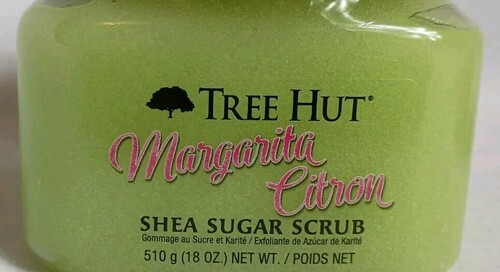 TREE HUT®
Margarita
Citron
SHEA SUGAR SCRUB
Gommage au Sucre et Karité / Exfoliante de Azúcar de Karité
510 g (18 OZ.) NET WT. / POIDS NET